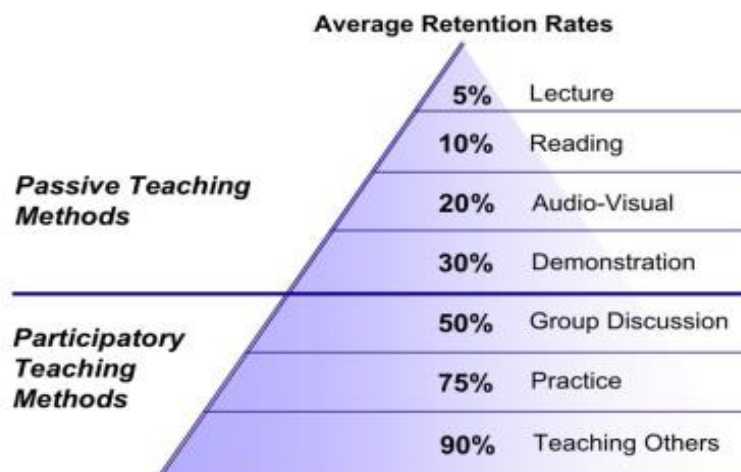 Average Retention Rates
5% Lecture
10% Reading
Passive Teaching
Methods
20% Audio-Visual
30% Demonstration
Participatory
Teaching
Methods
50% Group Discussion
75% Practice
90% Teaching Others